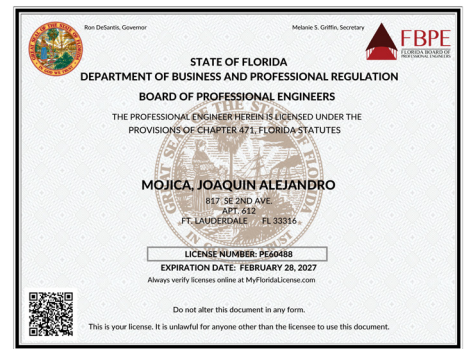 Ron DeSantis, Governor
Melanie S. Griffin, Secretary
FBPE
FLORIDA BOARD OF
PROFESSIONAL ENGINEERS
STATE OF FLORIDA
DEPARTMENT OF BUSINESS AND PROFESSIONAL REGULATION
BOARD OF PROFESSIONAL ENGINEERS
THE PROFESSIONAL ENGINEER HEREIN IS LICENSED UNDER THE
PROVISIONS OF CHAPTER 471, FLORIDA STATUTES
MOJICA, JOAQUIN ALEJANDRO
817 SE 2ND AVE.
APT. 612
FT. LAUDERDALE FL 33316
LICENSE NUMBER: PE60488
EXPIRATION DATE: FEBRUARY 28, 2027
Always verify licenses online at MyFloridaLicense.com
Do not alter this document in any form.
This is your license. It is unlawful for anyone other than the licensee to use this document.